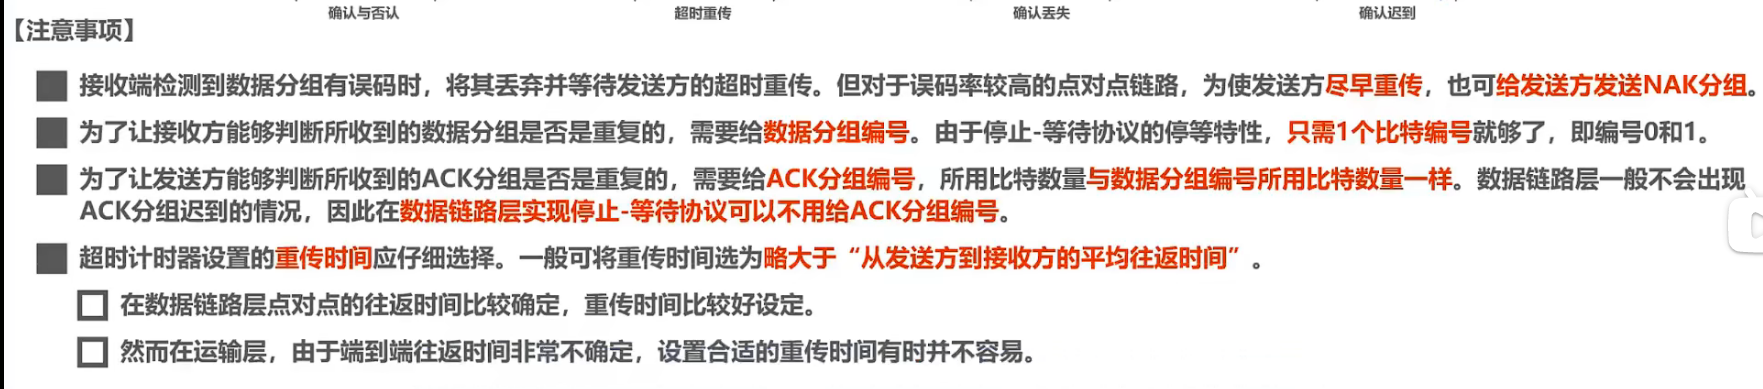 确认与否认 超时重传 确认丢失 确认迟到
【注意事项】
接收端检测到数据分组有误码时，将其丢弃并等待发送方的超时重传。但对于误码率较高的点对点链路，为使发送方尽早重传，也可给发送方发送NAK分组。
为了让接收方能够判断所收到的数据分组是否是重复的，需要给数据分组编号。由于停止-等待协议的停等特性，只需1个比特编号就够了，即编号0和1。
为了让发送方能够判断所收到的ACK分组是否是重复的，需要给ACK分组编号，所用比特数量与数据分组编号所用比特数量一样。数据链路层一般不会出现
ACK分组迟到的情况，因此在数据链路层实现停止-等待协议可以不用给ACK分组编号。
超时计时器设置的重传时间应仔细选择。一般可将重传时间选为略大于“从发送方到接收方的平均往返时间”。
在数据链路层点对点的往返时间比较确定，重传时间比较好设定。
然而在运输层，由于端到端往返时间非常不确定，设置合适的重传时间有时并不容易。